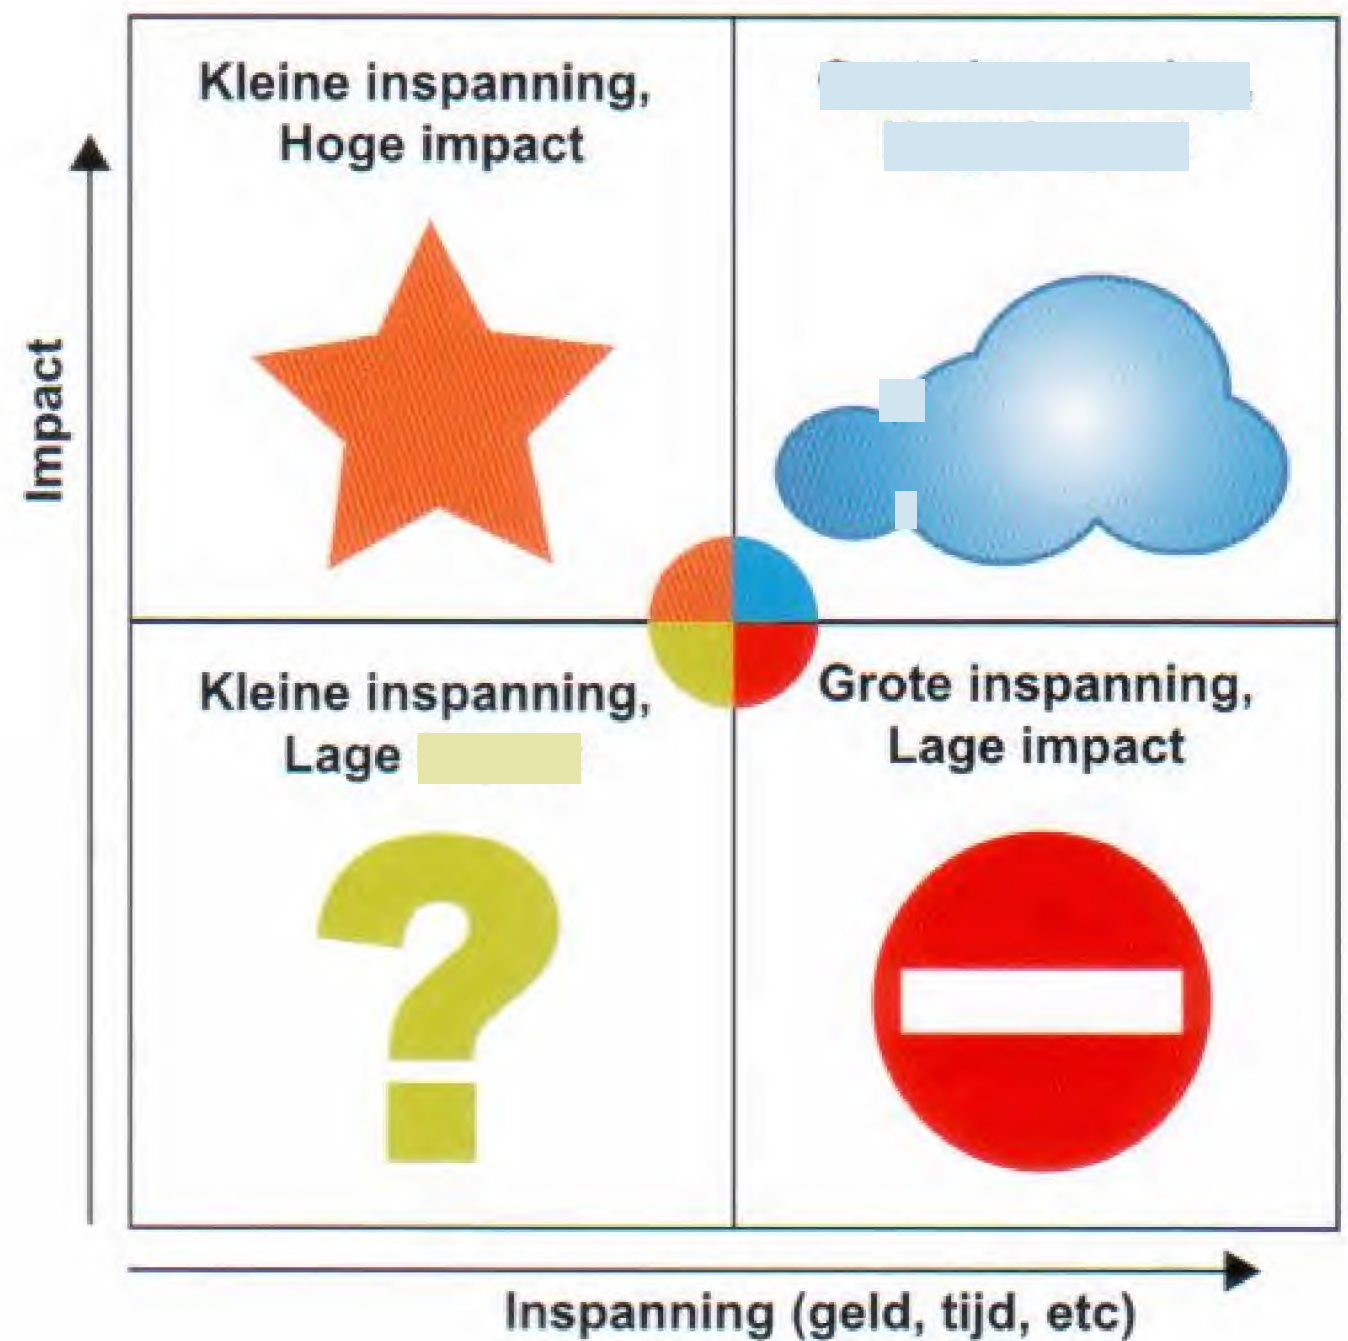 Kleine inspanning,
Hoge impact
Impact
Kleine inspanning,
Lage
Grote inspanning,
Lage impact
Inspanning (geld, tijd, etc)